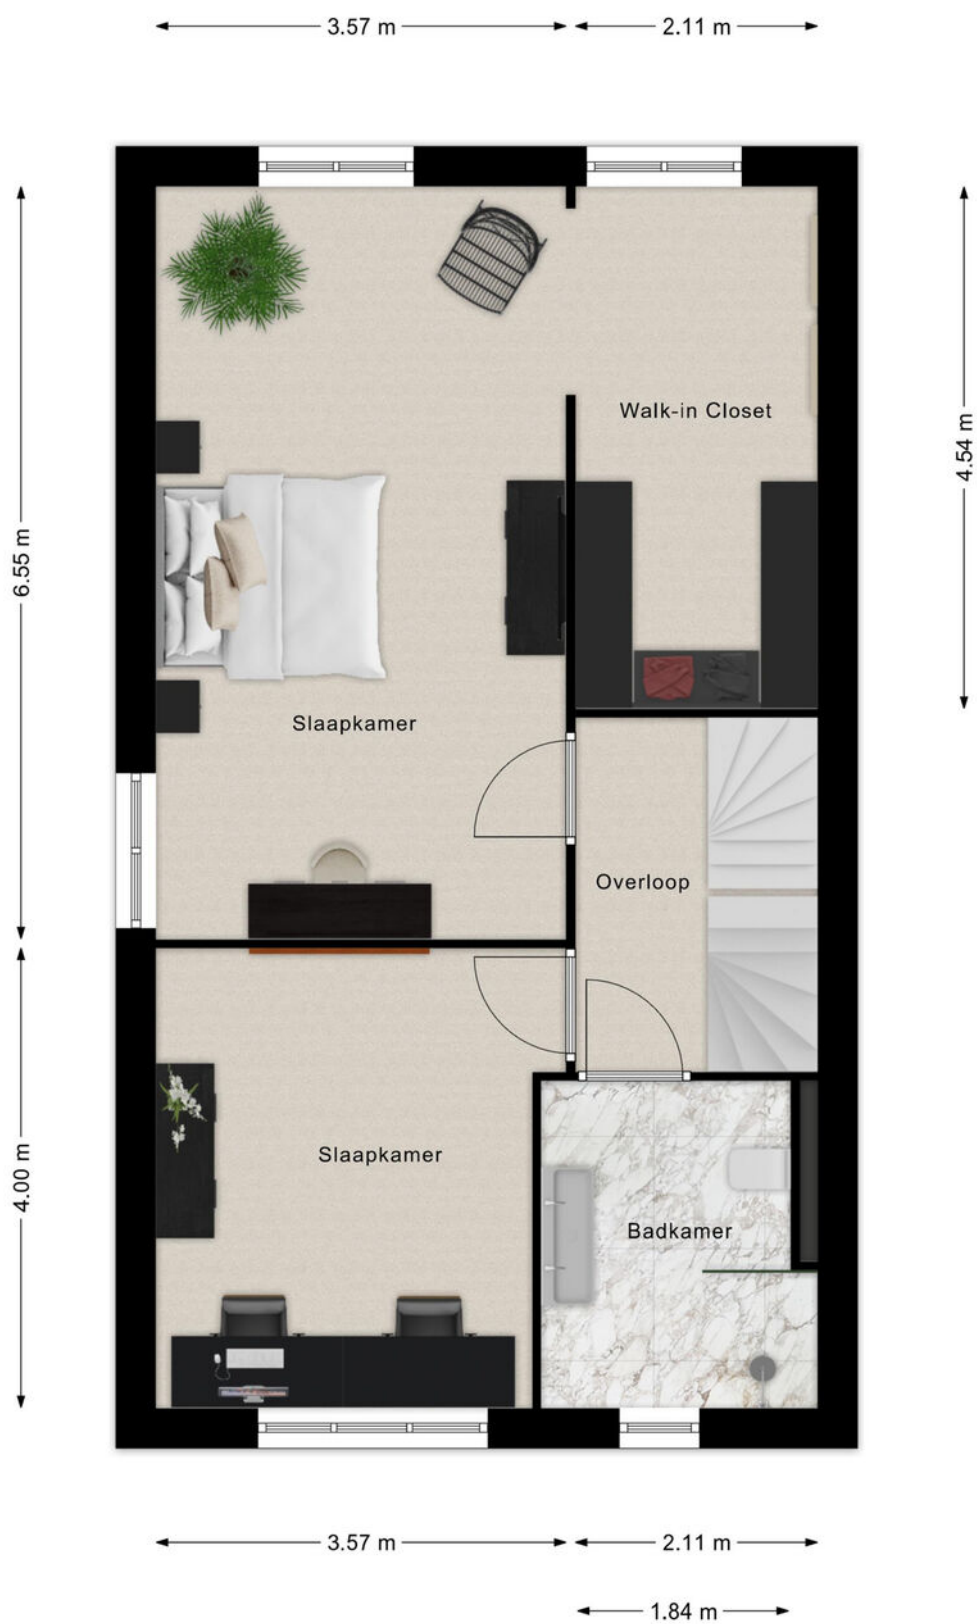 3.57 m
2.11 m
Walk-in Closet
4.54 m
6.55 m
Slaapkamer
Overloop
4.00 m
Slaapkamer
Badkamer
3.57 m
2.11 m
1.84 m